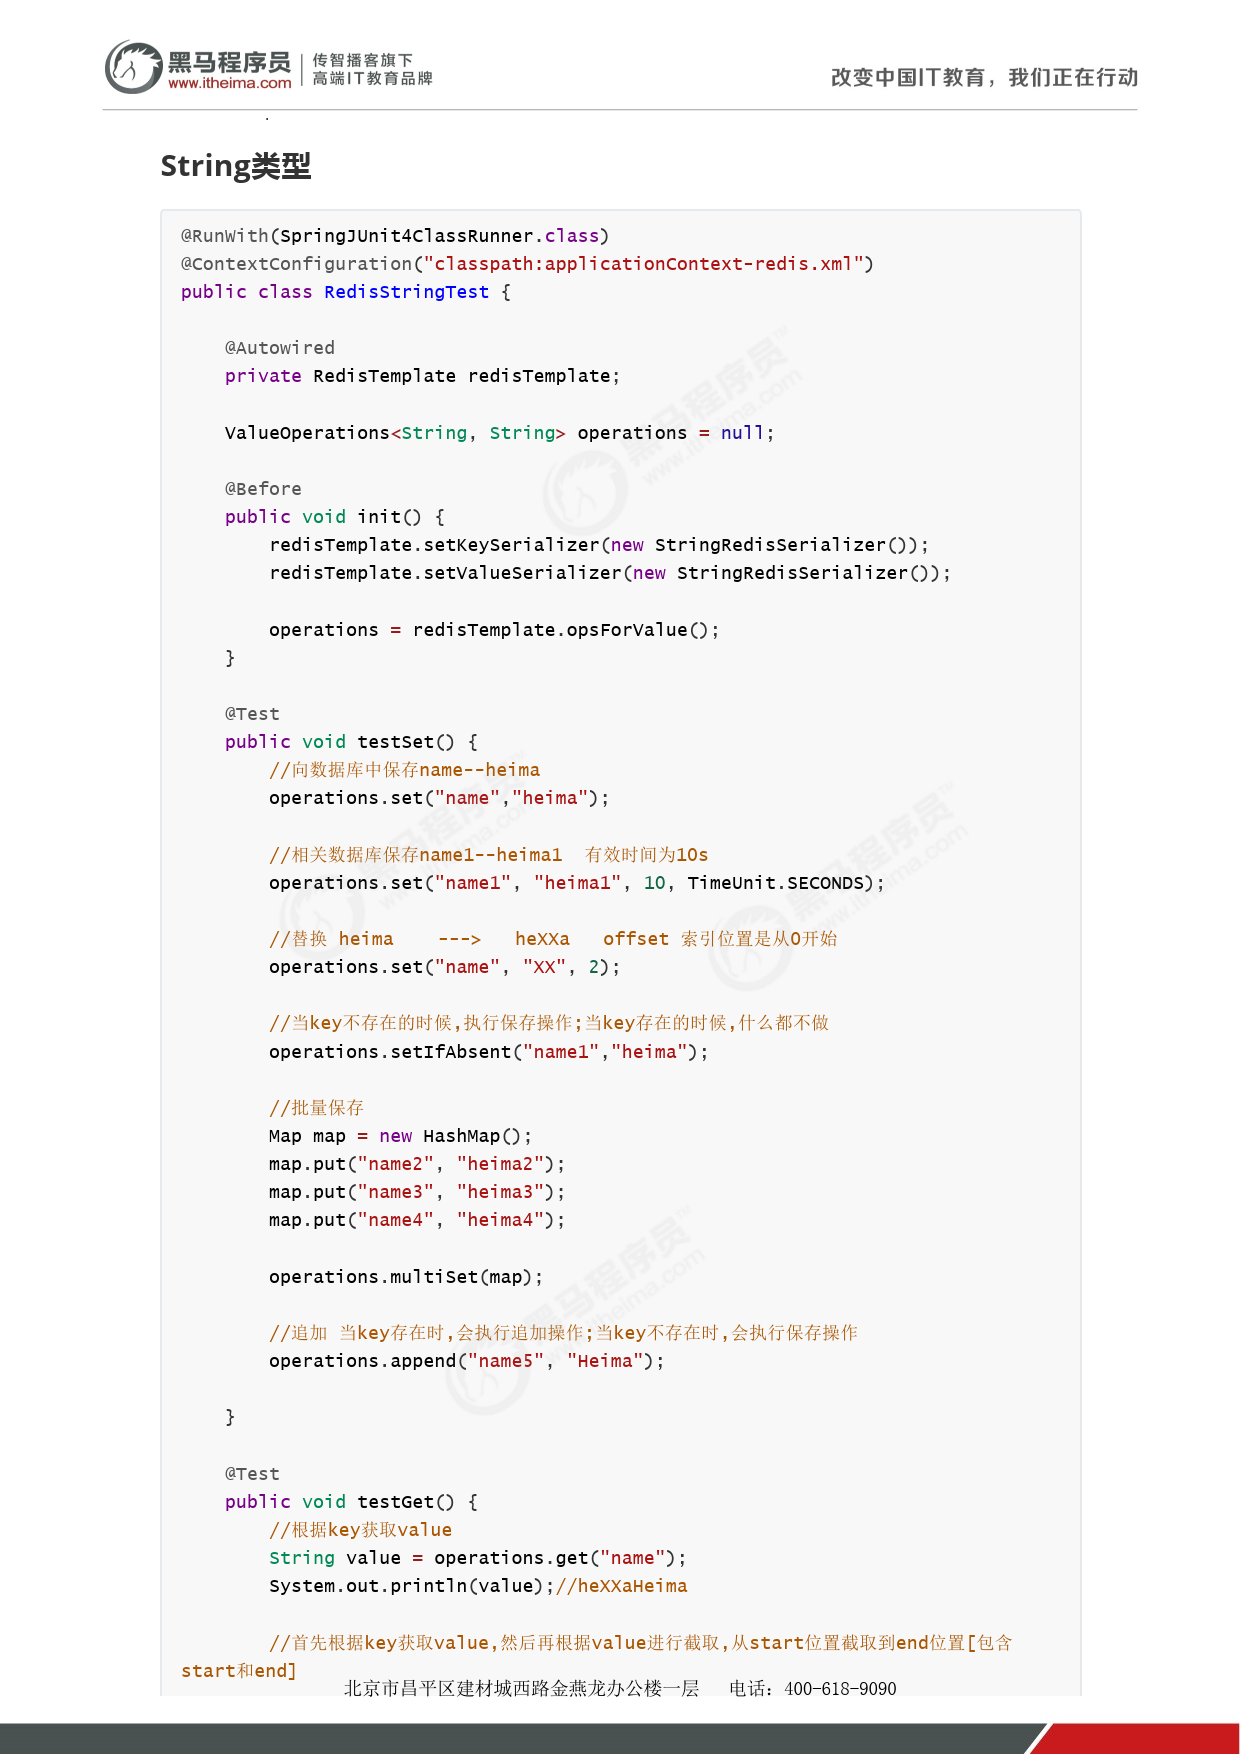 黑马程序员
www.itheima.com
传智播客旗下
高端IT教育品牌
改变中国IT教育，我们正在行动
String类型
@RunWith(SpringJUnit4ClassRunner.class)
@ContextConfiguration("classpath:applicationContext-redis.xml")
public class RedisStringTest {
    @Autowired
    private RedisTemplate redisTemplate;
    ValueOperations<String, String> operations = null;
    @Before
    public void init() {
        redisTemplate.setKeySerializer(new StringRedisSerializer());
        redisTemplate.setValueSerializer(new StringRedisSerializer());
        operations = redisTemplate.opsForValue();
    }
    @Test
    public void testSet() {
        //向数据库中保存name--heima
        operations.set("name","heima");
        //相关数据库保存name1--heima1  有效时间为10s
        operations.set("name1", "heima1", 10, TimeUnit.SECONDS);
        //替换 heima    --->   heXXa   offset 索引位置是从0开始
        operations.set("name", "XX", 2);
        //当key不存在的时候,执行保存操作;当key存在的时候,什么都不做
        operations.setIfAbsent("name1","heima");
        //批量保存
        Map map = new HashMap();
        map.put("name2", "heima2");
        map.put("name3", "heima3");
        map.put("name4", "heima4");
        operations.multiSet(map);
        //追加 当key存在时,会执行追加操作;当key不存在时,会执行保存操作
        operations.append("name5", "Heima");
    }
    @Test
    public void testGet() {
        //根据key获取value
        String value = operations.get("name");
        System.out.println(value);//heXXaHeima
        //首先根据key获取value,然后再根据value进行截取,从start位置截取到end位置[包含
start和end]
北京市昌平区建材城西路金燕龙办公楼一层   电话：400-618-9090